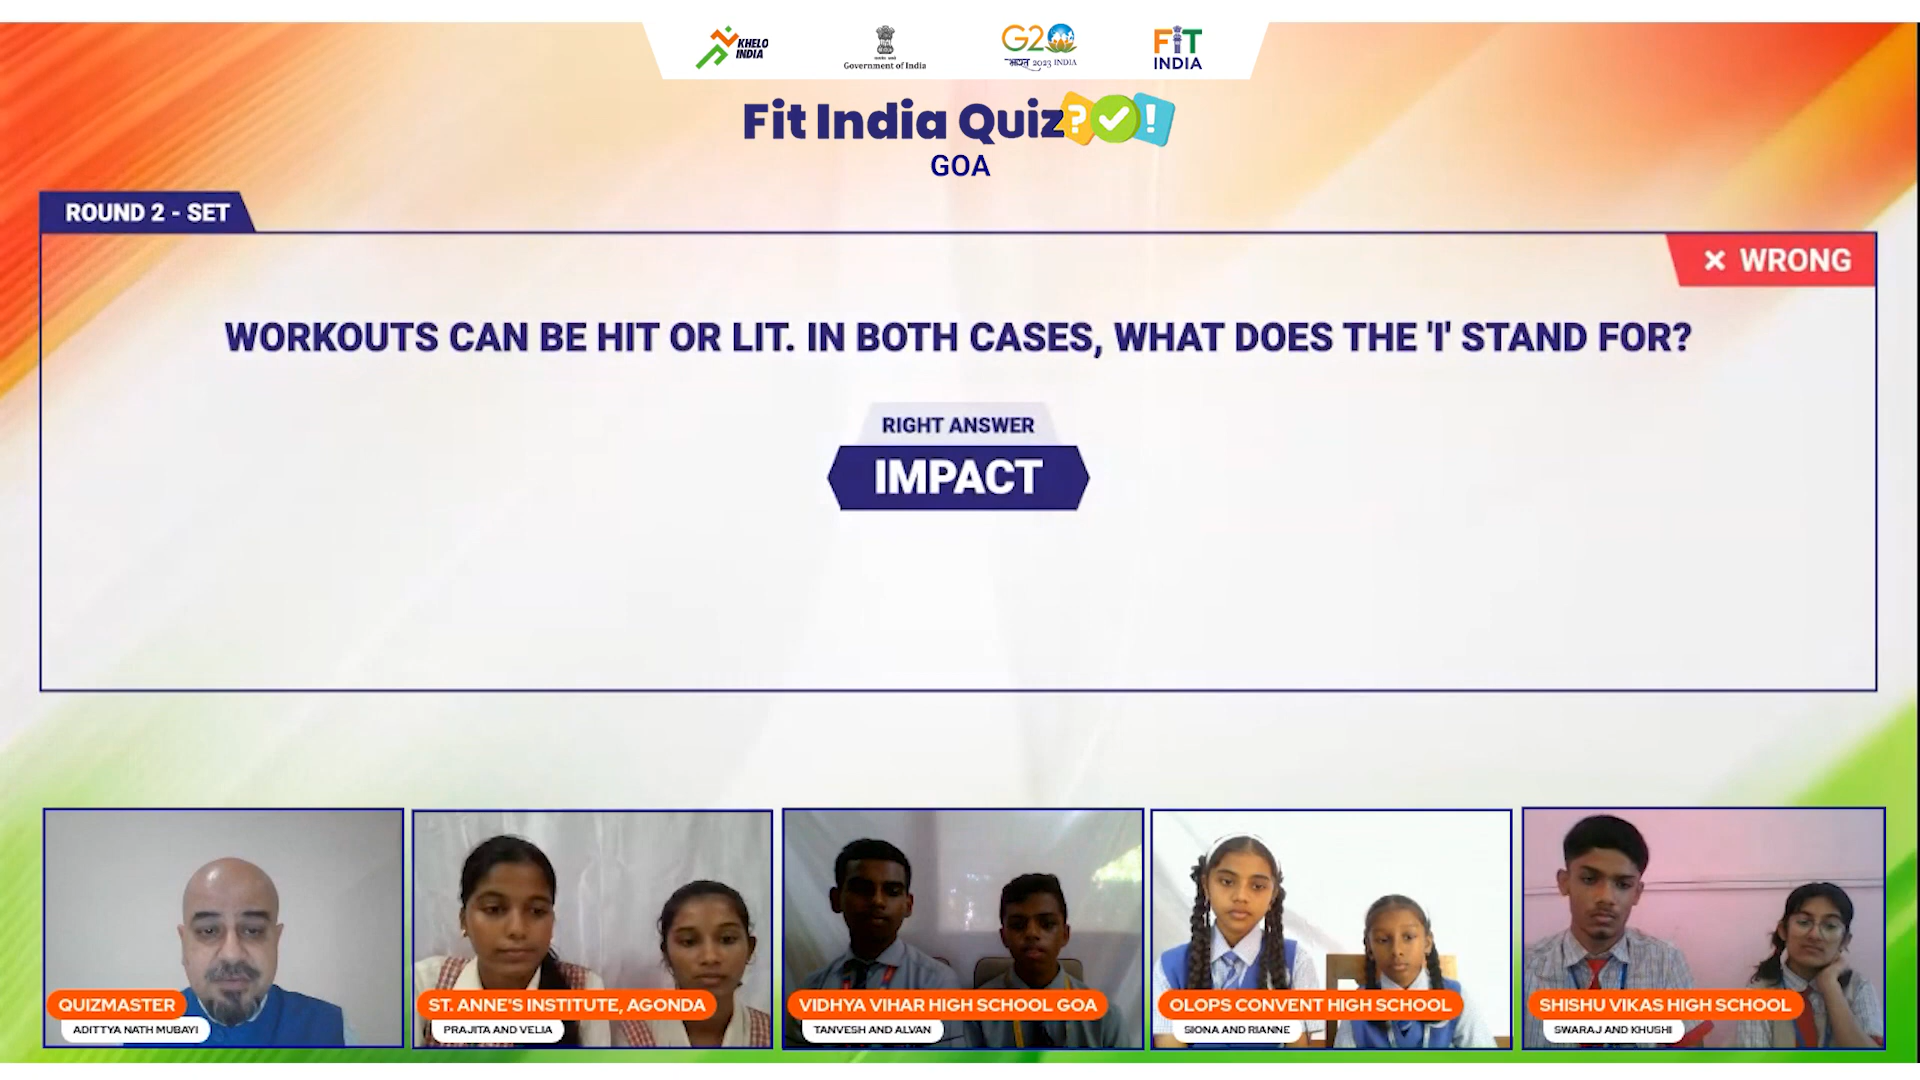 KHELO
INDIA
Government of India
G20
भारत 2023 INDIA
FIT
INDIA
Fit India Quiz?!
GOA
ROUND 2 - SET
× WRONG
WORKOUTS CAN BE HIT OR LIT. IN BOTH CASES, WHAT DOES THE 'I' STAND FOR?
RIGHT ANSWER
IMPACT
QUIZMASTER
ADITTYA NATH MUBAYI
ST. ANNE'S INSTITUTE, AGONDA
PRAJITA AND VELIA
VIDHYA VIHAR HIGH SCHOOL GOA
TANVESH AND ALVAN
OLOPS CONVENT HIGH SCHOOL
SIONA AND RIANNE
SHISHU VIKAS HIGH SCHOOL
SWARAJ AND KHUSHI